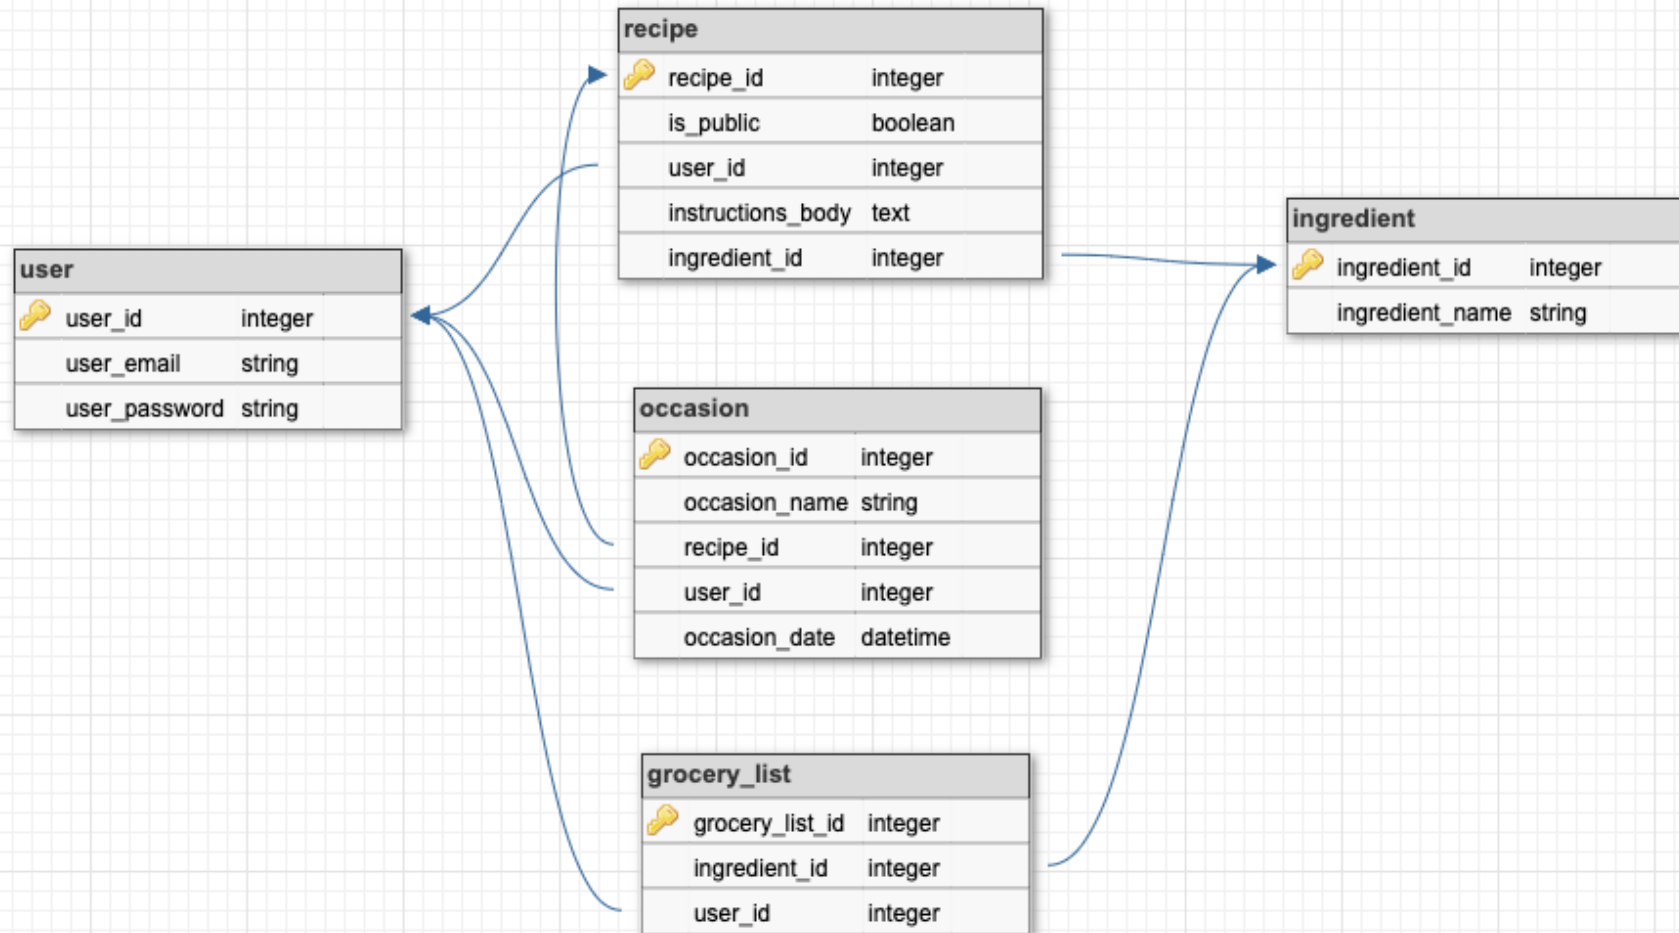 recipe
recipe_id integer
is_public boolean
user_id integer
instructions_body text
ingredient_id integer
user
user_id integer
user_email string
user_password string
ingredient
ingredient_id integer
ingredient_name string
occasion
occasion_id integer
occasion_name string
recipe_id integer
user_id integer
occasion_date datetime
grocery_list
grocery_list_id integer
ingredient_id integer
user_id integer